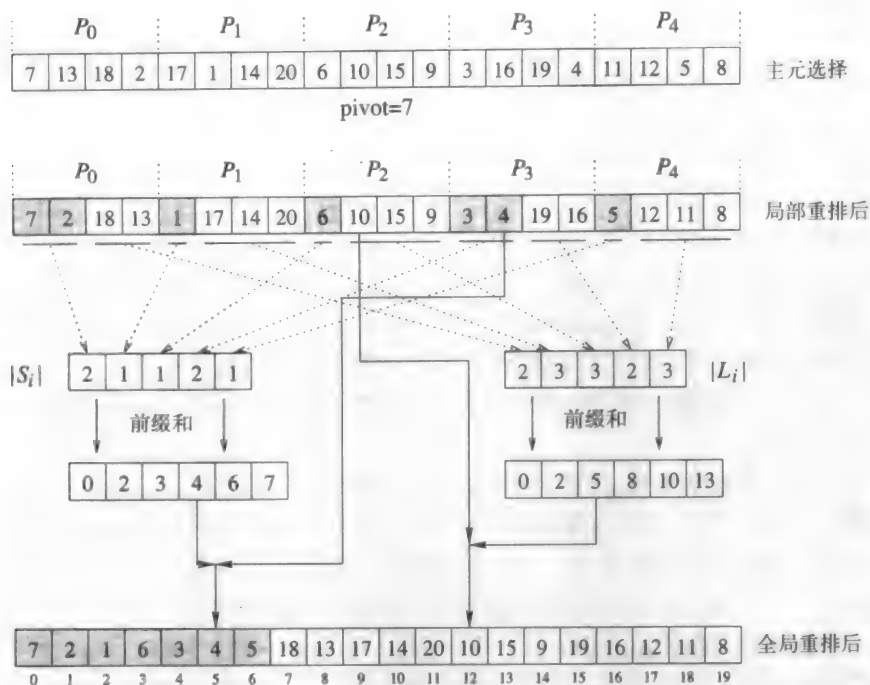 P₀ P₁ P₂ P₃ P₄
7 13 18 2 17 1 14 20 6 10 15 9 3 16 19 4 11 12 5 8 主元选择
pivot=7
P₀ P₁ P₂ P₃ P₄
7 2 18 13 1 17 14 20 6 10 15 9 3 4 19 16 5 12 11 8 局部重排后
|Sᵢ| 2 1 1 2 1 2 3 3 2 3 |Lᵢ|
前缀和 前缀和
0 2 3 4 6 7 0 2 5 8 10 13
7 2 1 6 3 4 5 18 13 17 14 20 10 15 9 19 16 12 11 8 全局重排后
0 1 2 3 4 5 6 7 8 9 10 11 12 13 14 15 16 17 18 19